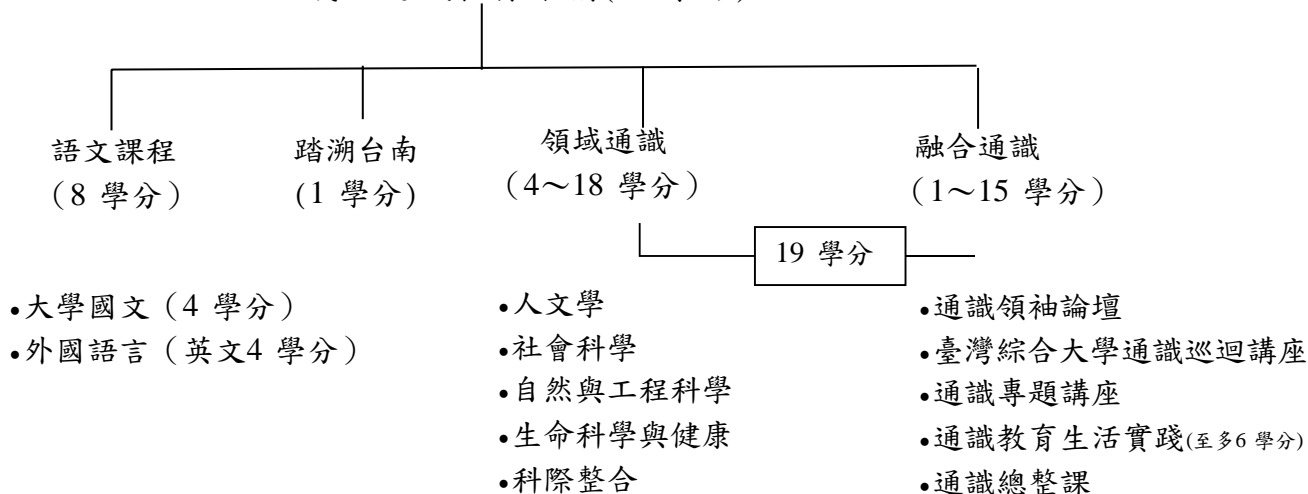 語文課程
（8 學分）
踏溯台南
(1 學分)
領域通識
（4～18 學分）
融合通識
（1～15 學分）
19 學分
•大學國文（4 學分）
•外國語言（英文4 學分）
•人文學
•社會科學
•自然與工程科學
•生命科學與健康
•科際整合
•通識領袖論壇
•臺灣綜合大學通識巡迴講座
•通識專題講座
•通識教育生活實踐(至多6 學分)
•通識總整課